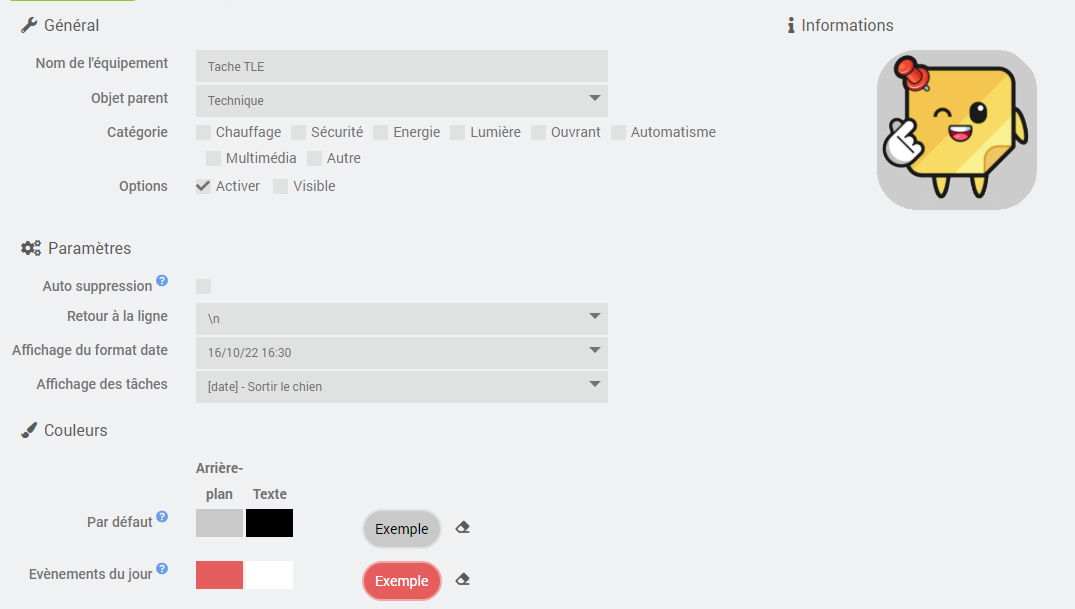 Général
Informations
Nom de l'équipement
Tache TLE
Objet parent
Technique
Catégorie
Chauffage Sécurité Energie Lumière Ouvrant Automatisme
Multimédia Autre
Options
Activer Visible
Paramètres
Auto suppression ?
Retour à la ligne
\n
Affichage du format date
16/10/22 16:30
Affichage des tâches
[date] - Sortir le chien
Couleurs
Arrière-
plan Texte
Par défaut ?
Exemple
Evènements du jour ?
Exemple